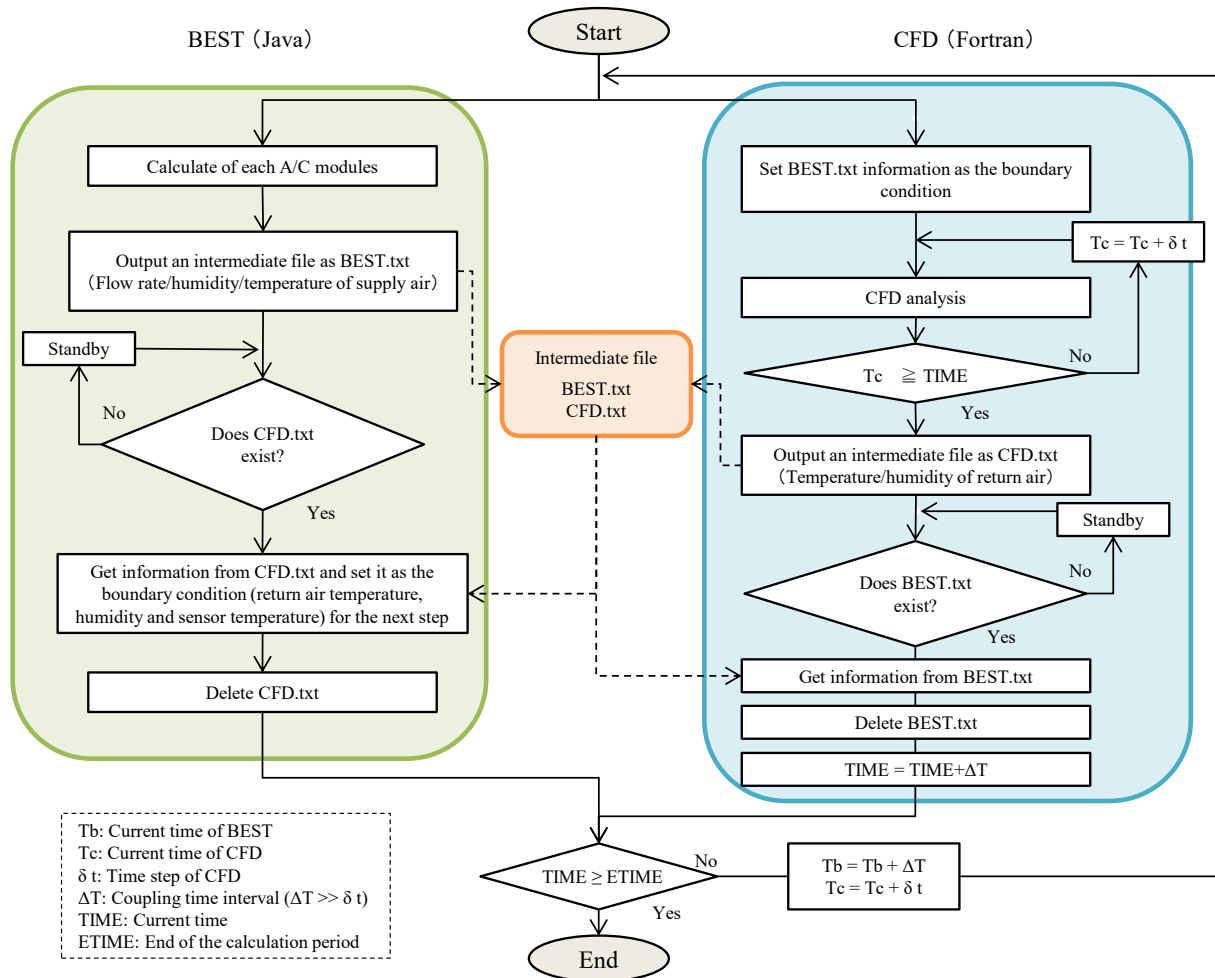 Start
BEST（Java）
CFD（Fortran）
Calculate of each A/C modules
Output an intermediate file as BEST.txt
（Flow rate/humidity/temperature of supply air）
Standby
No
Does CFD.txt
exist?
Yes
Get information from CFD.txt and set it as the
boundary condition (return air temperature,
humidity and sensor temperature) for the next step
Delete CFD.txt
Intermediate file
BEST.txt
CFD.txt
Set BEST.txt information as the boundary
condition
Tc = Tc + δ t
CFD analysis
No
Tc ≧ TIME
Yes
Output an intermediate file as CFD.txt
（Temperature/humidity of return air）
Standby
No
Does BEST.txt
exist?
Yes
Get information from BEST.txt
Delete BEST.txt
TIME = TIME+ΔT
Tb: Current time of BEST
Tc: Current time of CFD
δ t: Time step of CFD
ΔT: Coupling time interval (ΔT >> δ t)
TIME: Current time
ETIME: End of the calculation period
TIME ≥ ETIME
No
Tb = Tb + ΔT
Tc = Tc + δ t
Yes
End